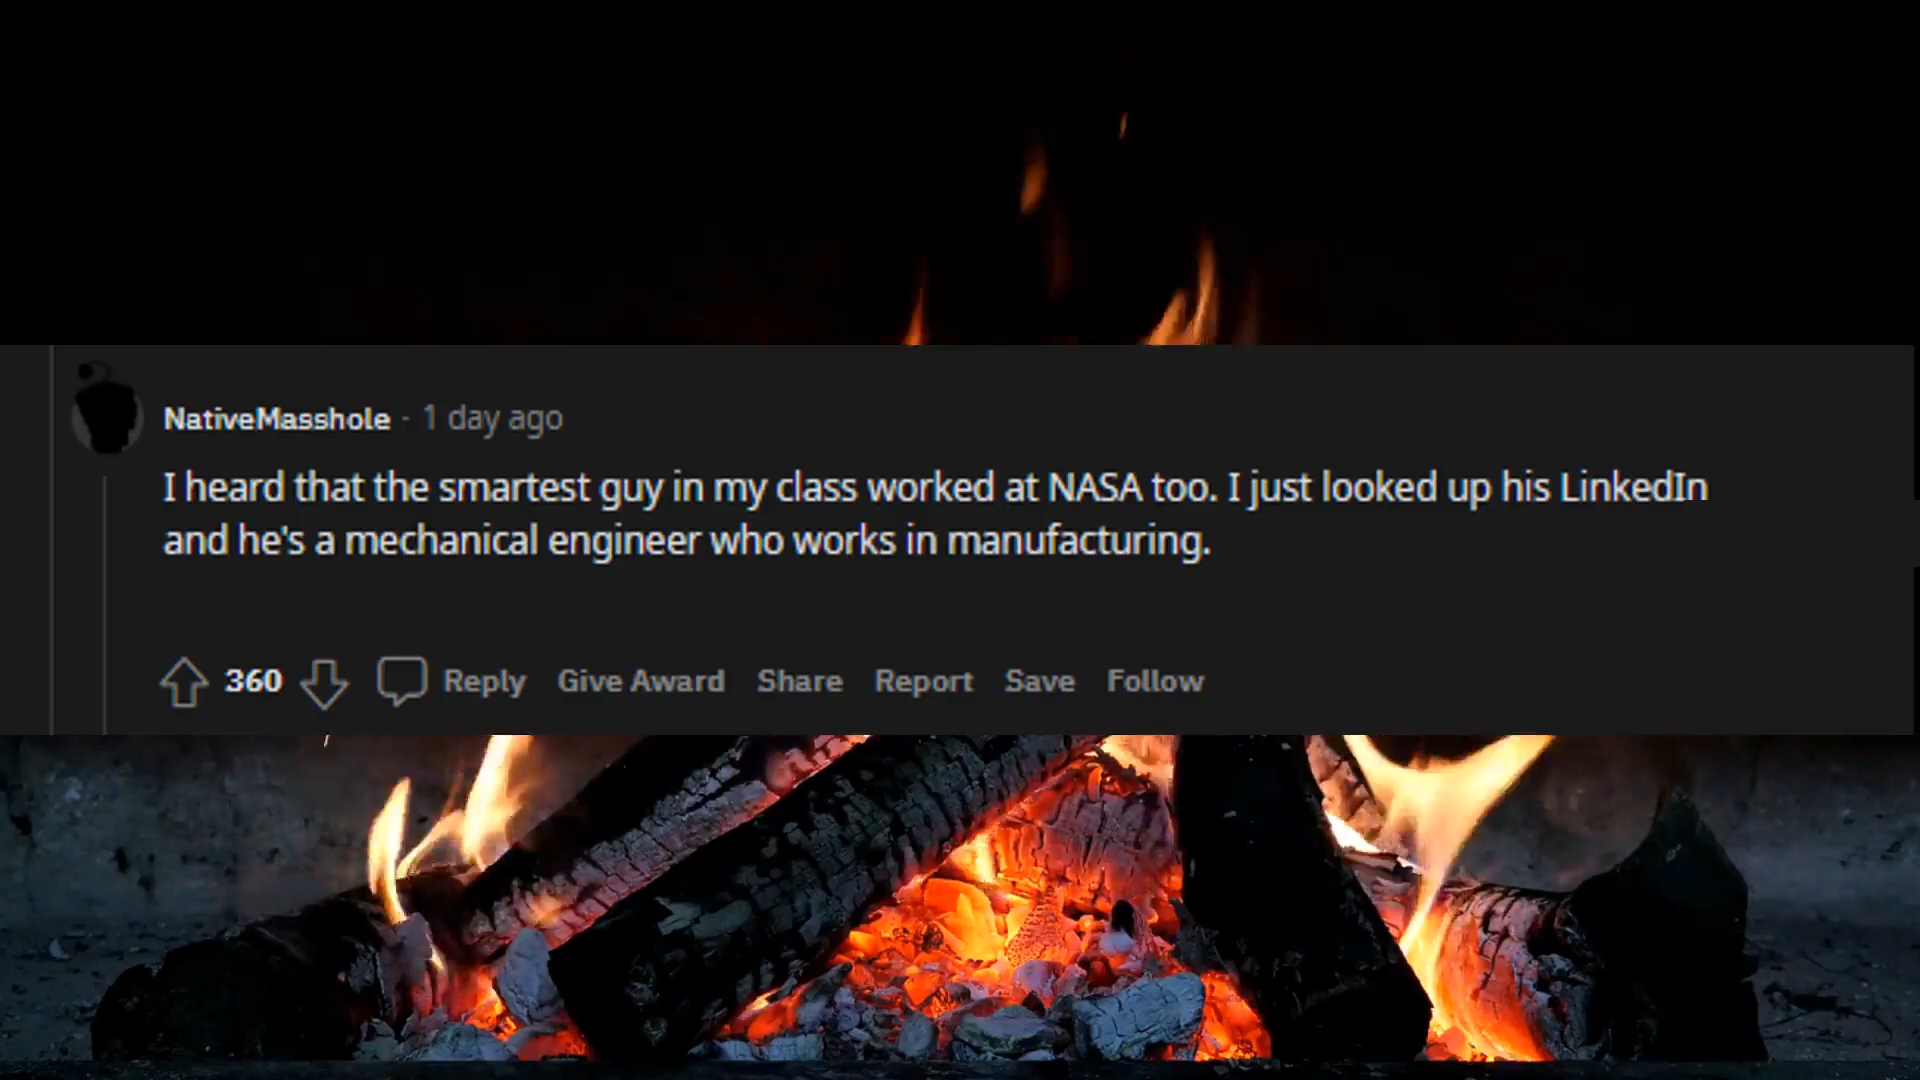 NativeMasshole · 1 day ago
I heard that the smartest guy in my class worked at NASA too. I just looked up his LinkedIn
and he's a mechanical engineer who works in manufacturing.
360 Reply Give Award Share Report Save Follow